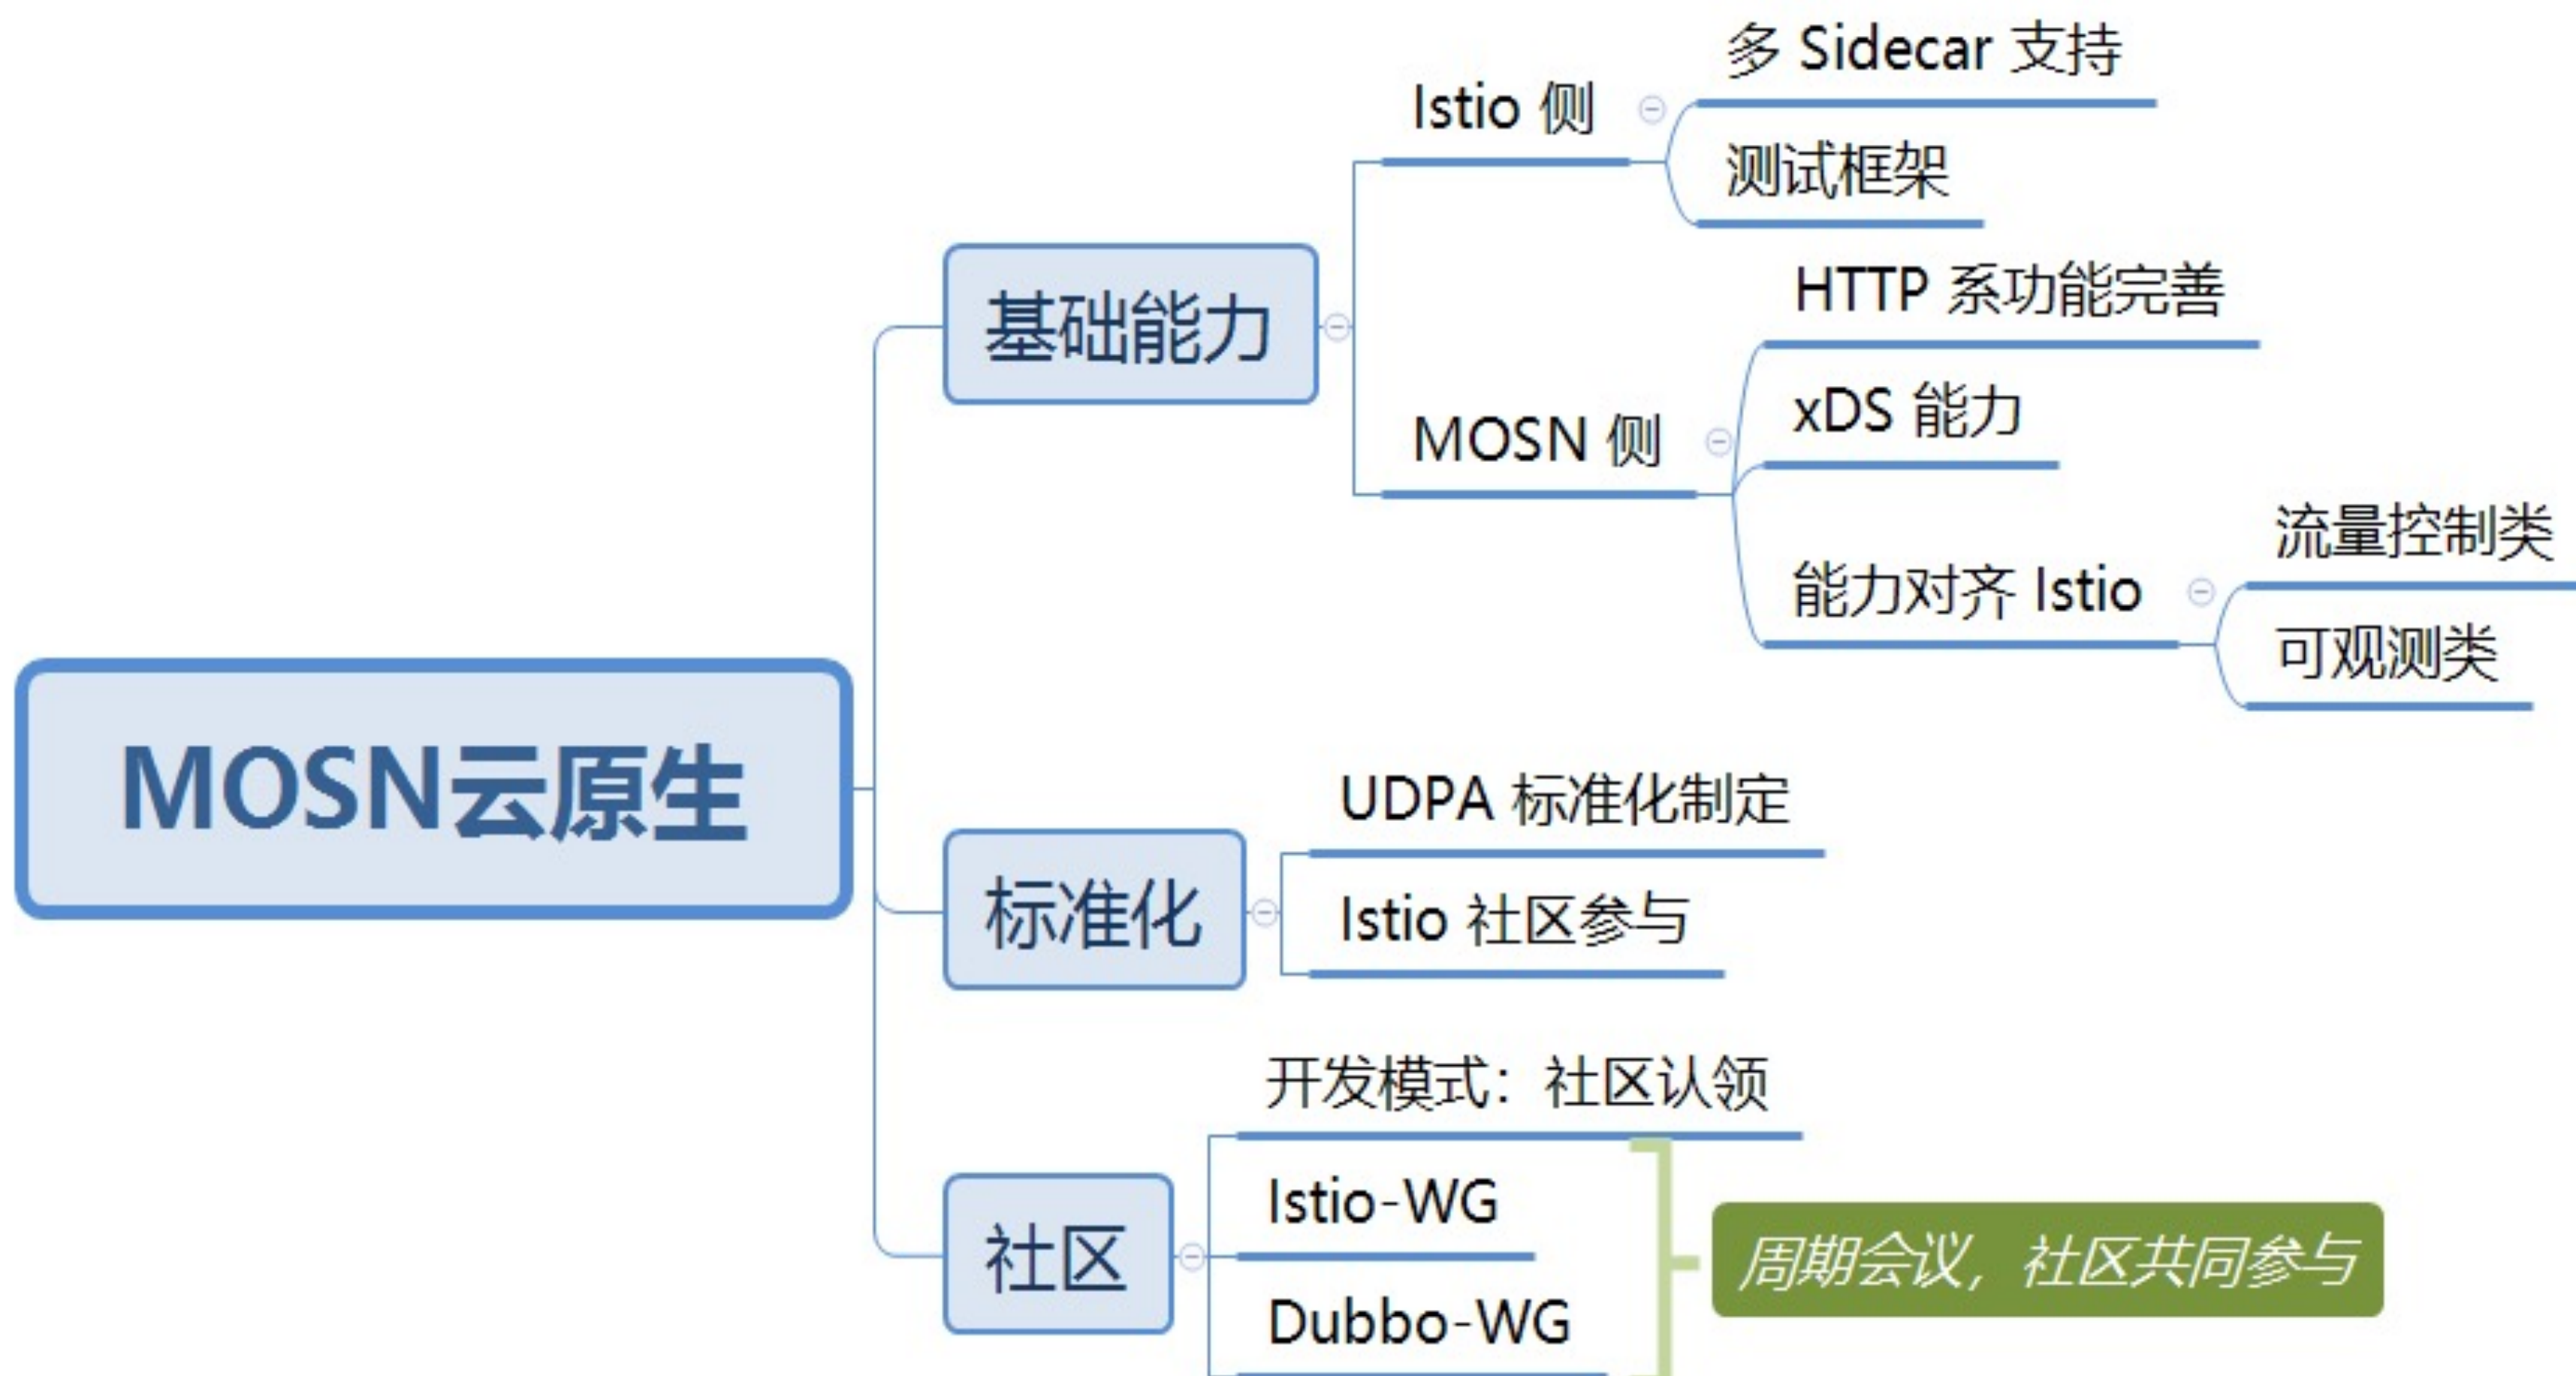 MOSN云原生
基础能力
Istio 侧
多 Sidecar 支持
测试框架
MOSN 侧
HTTP 系功能完善
xDS 能力
能力对齐 Istio
流量控制类
可观测类
标准化
UDPA 标准化制定
Istio 社区参与
社区
开发模式：社区认领
Istio-WG
Dubbo-WG
周期会议，社区共同参与